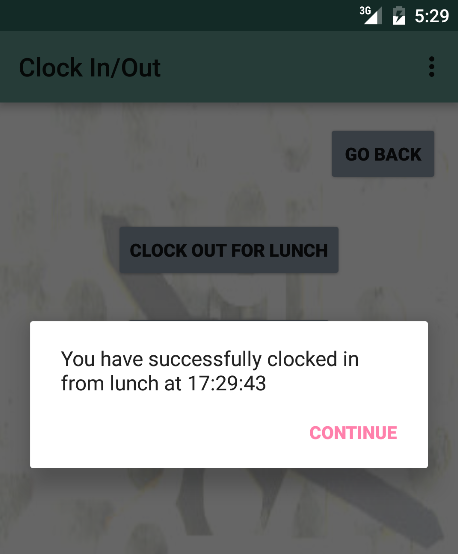 3G 5:29
Clock In/Out
GO BACK
CLOCK OUT FOR LUNCH
You have successfully clocked in
from lunch at 17:29:43
CONTINUE